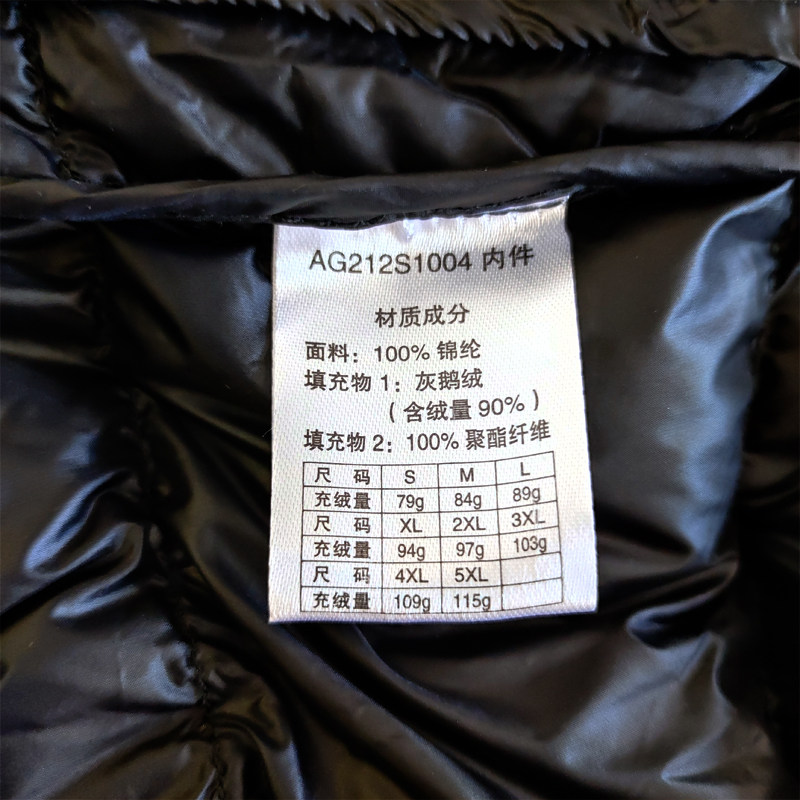 AG212S1004 内件
材质成分
面料：100% 锦纶
填充物 1：灰鹅绒
（含绒量 90%）
填充物 2：100% 聚酯纤维
尺 码 S M L
充绒量 79g 84g 89g
尺 码 XL 2XL 3XL
充绒量 94g 97g 103g
尺 码 4XL 5XL
充绒量 109g 115g